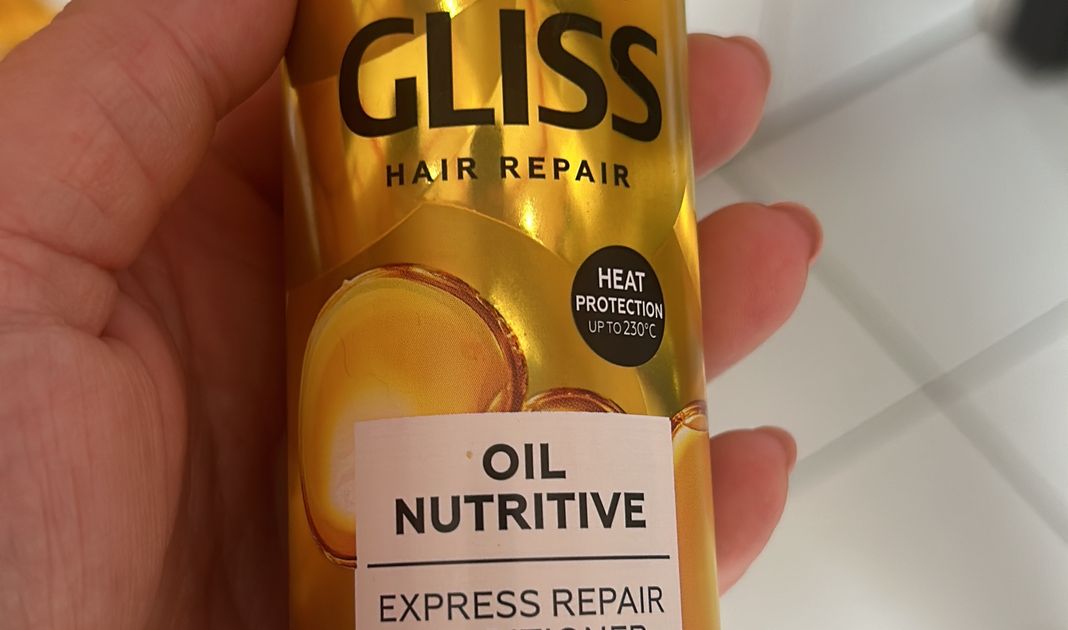 GLISS
HAIR REPAIR
HEAT
PROTECTION
UP TO 230°C
OIL
NUTRITIVE
EXPRESS REPAIR